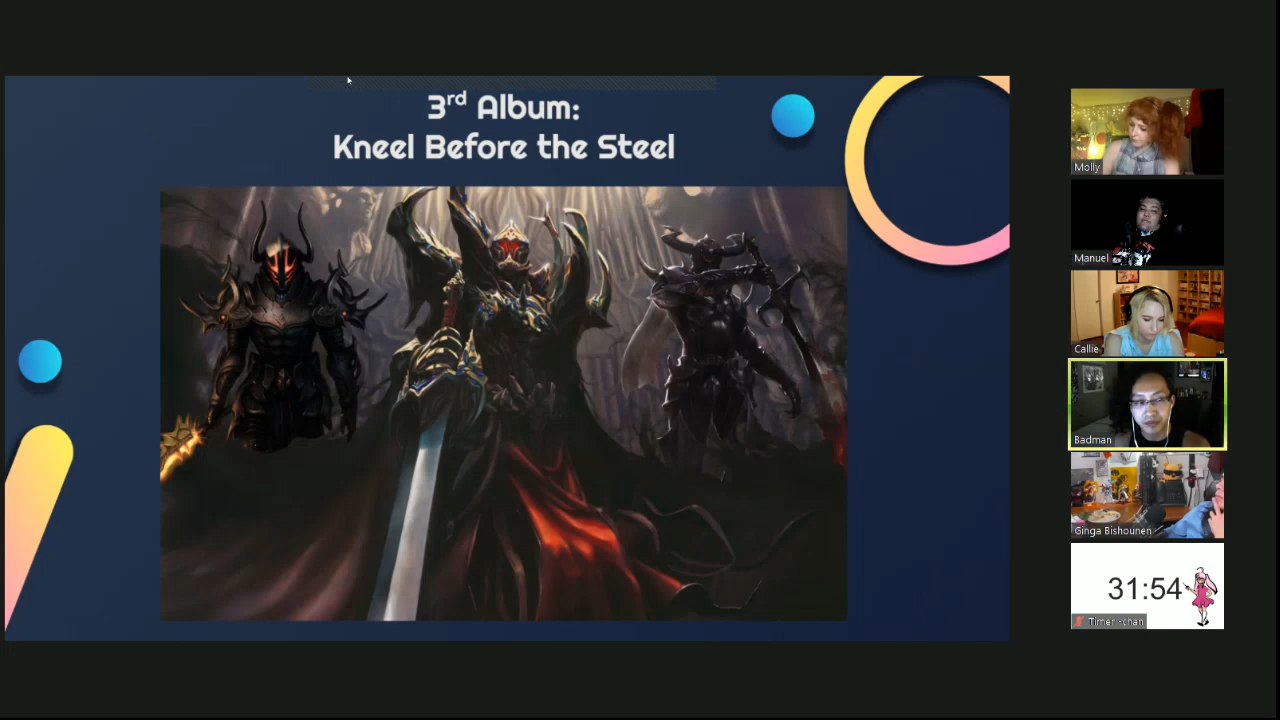 3rd Album:
Kneel Before the Steel
Molly
Manuel
Callie
Badman
Ginga Bishounen
31:54
Timer -chan